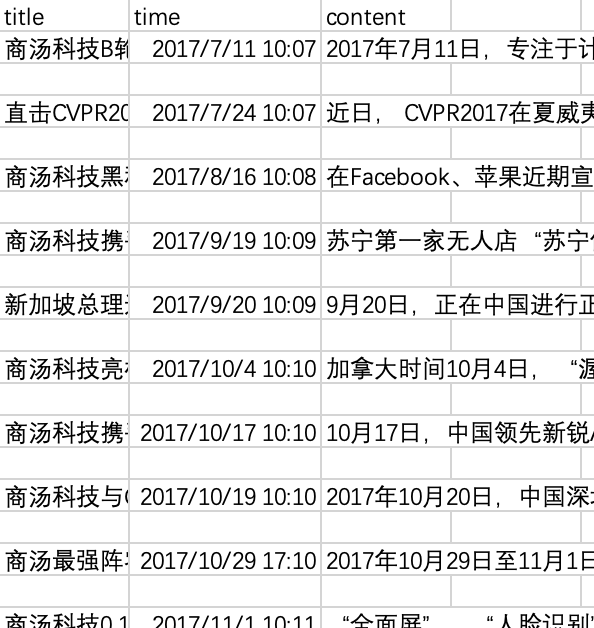 title time content
商汤科技B轮 2017/7/11 10:07 2017年7月11日，专注于计
直击CVPR20 2017/7/24 10:07 近日， CVPR2017在夏威夷
商汤科技黑 2017/8/16 10:08 在Facebook、苹果近期宣
商汤科技携 2017/9/19 10:09 苏宁第一家无人店 “苏宁
新加坡总理 2017/9/20 10:09 9月20日，正在中国进行正
商汤科技亮 2017/10/4 10:10 加拿大时间10月4日， “渥
商汤科技携 2017/10/17 10:10 10月17日，中国领先新锐A
商汤科技与 2017/10/19 10:10 2017年10月20日，中国深
商汤最强阵 2017/10/29 17:10 2017年10月29日至11月1日
商汤科技0.1 2017/11/1 10:11 “全面屏” 、 “人脸识别”